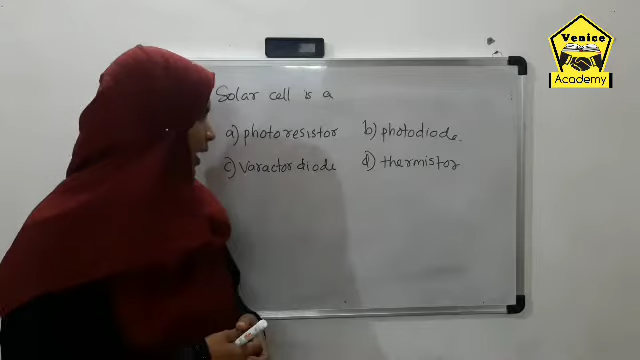 Venice
Academy
Solar cell is a
a) photoresistor b) photodiode.
c) Varactor diode d) thermistor